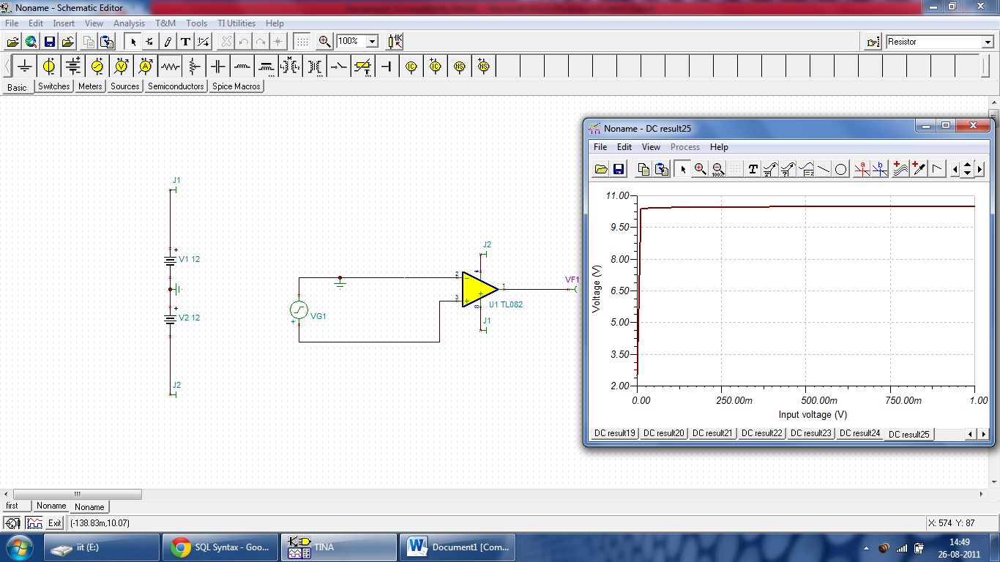 Noname - Schematic Editor
File Edit Insert View Analysis T&M Tools TI Utilities Help
100%
Resistor
Basic Switches Meters Sources Semiconductors Spice Macros
J1
V1 12
V2 12
J2
VG1
J2
2
3
1
8
U1 TL082
J1
VF1
Noname - DC result25
File Edit View Process Help
11.00
9.50
8.00
6.50
5.00
3.50
2.00
Voltage (V)
0.00 250.00m 500.00m 750.00m 1.00
Input voltage (V)
DC result19 DC result20 DC result21 DC result22 DC result23 DC result24 DC result25
first Noname Noname
Exit (-138.83m,10.07) X: 574 Y: 87
iit (E:) SQL Syntax - Goo... TINA Document1 [Com... 14:49
26-08-2011